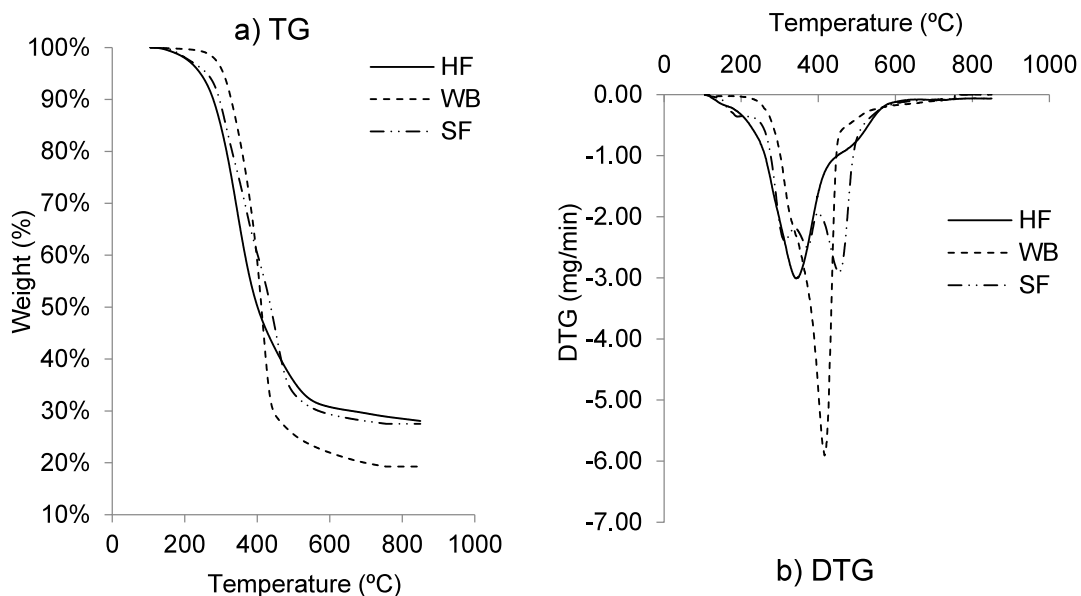 a) TG
100%
90%
80%
70%
60%
50%
40%
30%
20%
10%
Weight (%)
HF
WB
SF
0 200 400 600 800 1000
Temperature (ºC)
Temperature (ºC)
0 200 400 600 800 1000
0.00
-1.00
-2.00
-3.00
-4.00
-5.00
-6.00
-7.00
DTG (mg/min)
HF
WB
SF
b) DTG